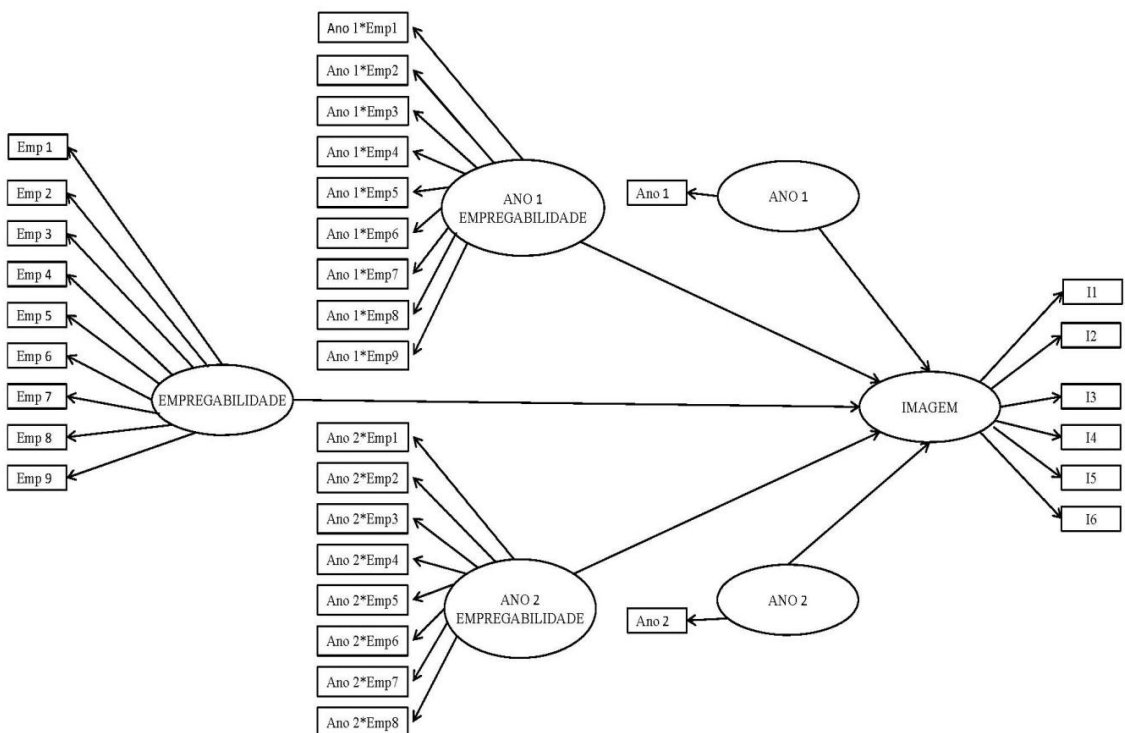 Emp 1
Emp 2
Emp 3
Emp 4
Emp 5
Emp 6
Emp 7
Emp 8
Emp 9
EMPREGABILIDADE
Ano 1*Emp1
Ano 1*Emp2
Ano 1*Emp3
Ano 1*Emp4
Ano 1*Emp5
Ano 1*Emp6
Ano 1*Emp7
Ano 1*Emp8
Ano 1*Emp9
ANO 1
EMPREGABILIDADE
Ano 1
ANO 1
Ano 2*Emp1
Ano 2*Emp2
Ano 2*Emp3
Ano 2*Emp4
Ano 2*Emp5
Ano 2*Emp6
Ano 2*Emp7
Ano 2*Emp8
ANO 2
EMPREGABILIDADE
Ano 2
ANO 2
IMAGEM
I1
I2
I3
I4
I5
I6